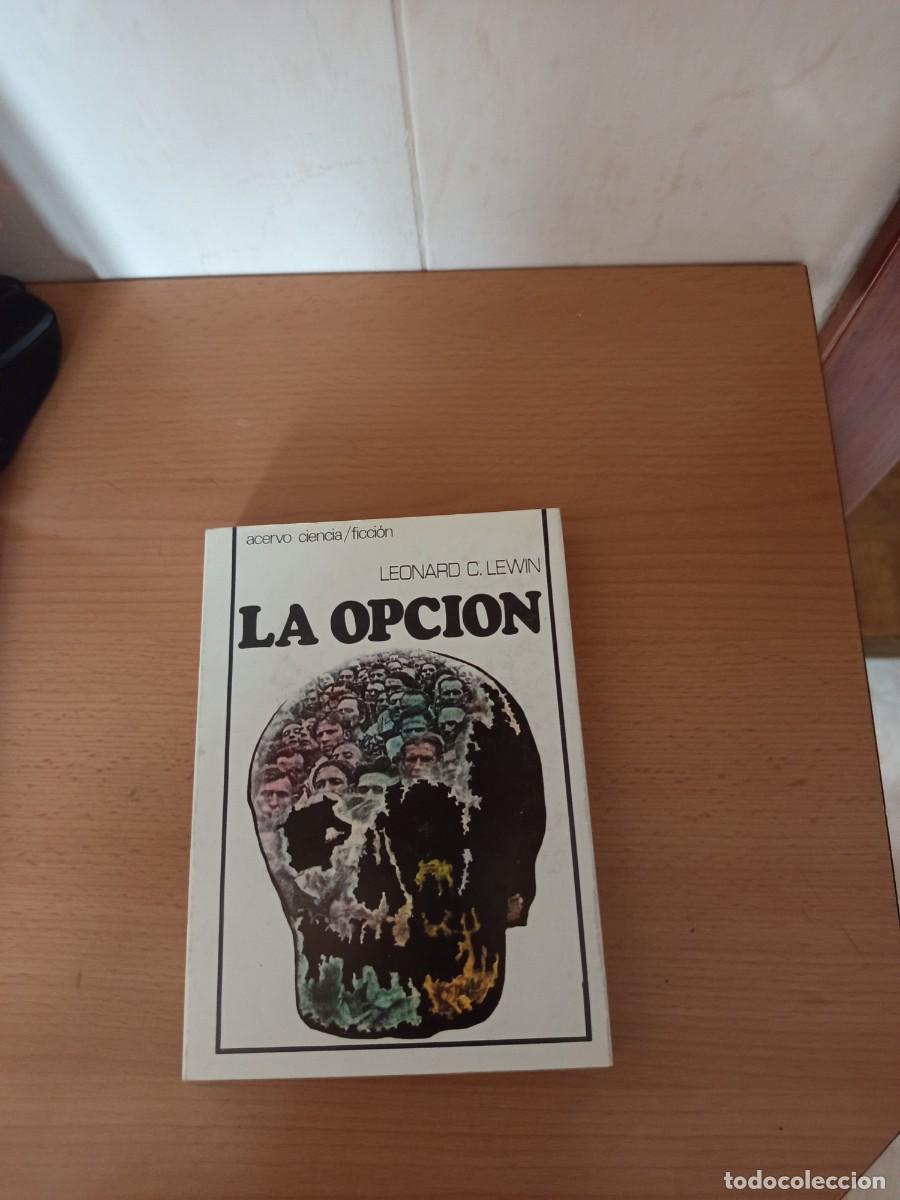 acervo ciencia/ficción
LEONARD C. LEWIN
LA OPCION
todocoleccion